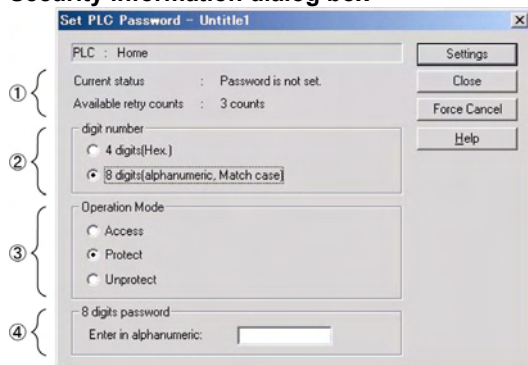 Security information dialog box
Set PLC Password - Untitle1
PLC : Home
Settings
① Current status : Password is not set.
Close
Available retry counts : 3 counts
Force Cancel
② digit number
Help
4 digits(Hex.)
8 digits(alphanumeric, Match case)
③ Operation Mode
Access
Protect
Unprotect
④ 8 digits password
Enter in alphanumeric: